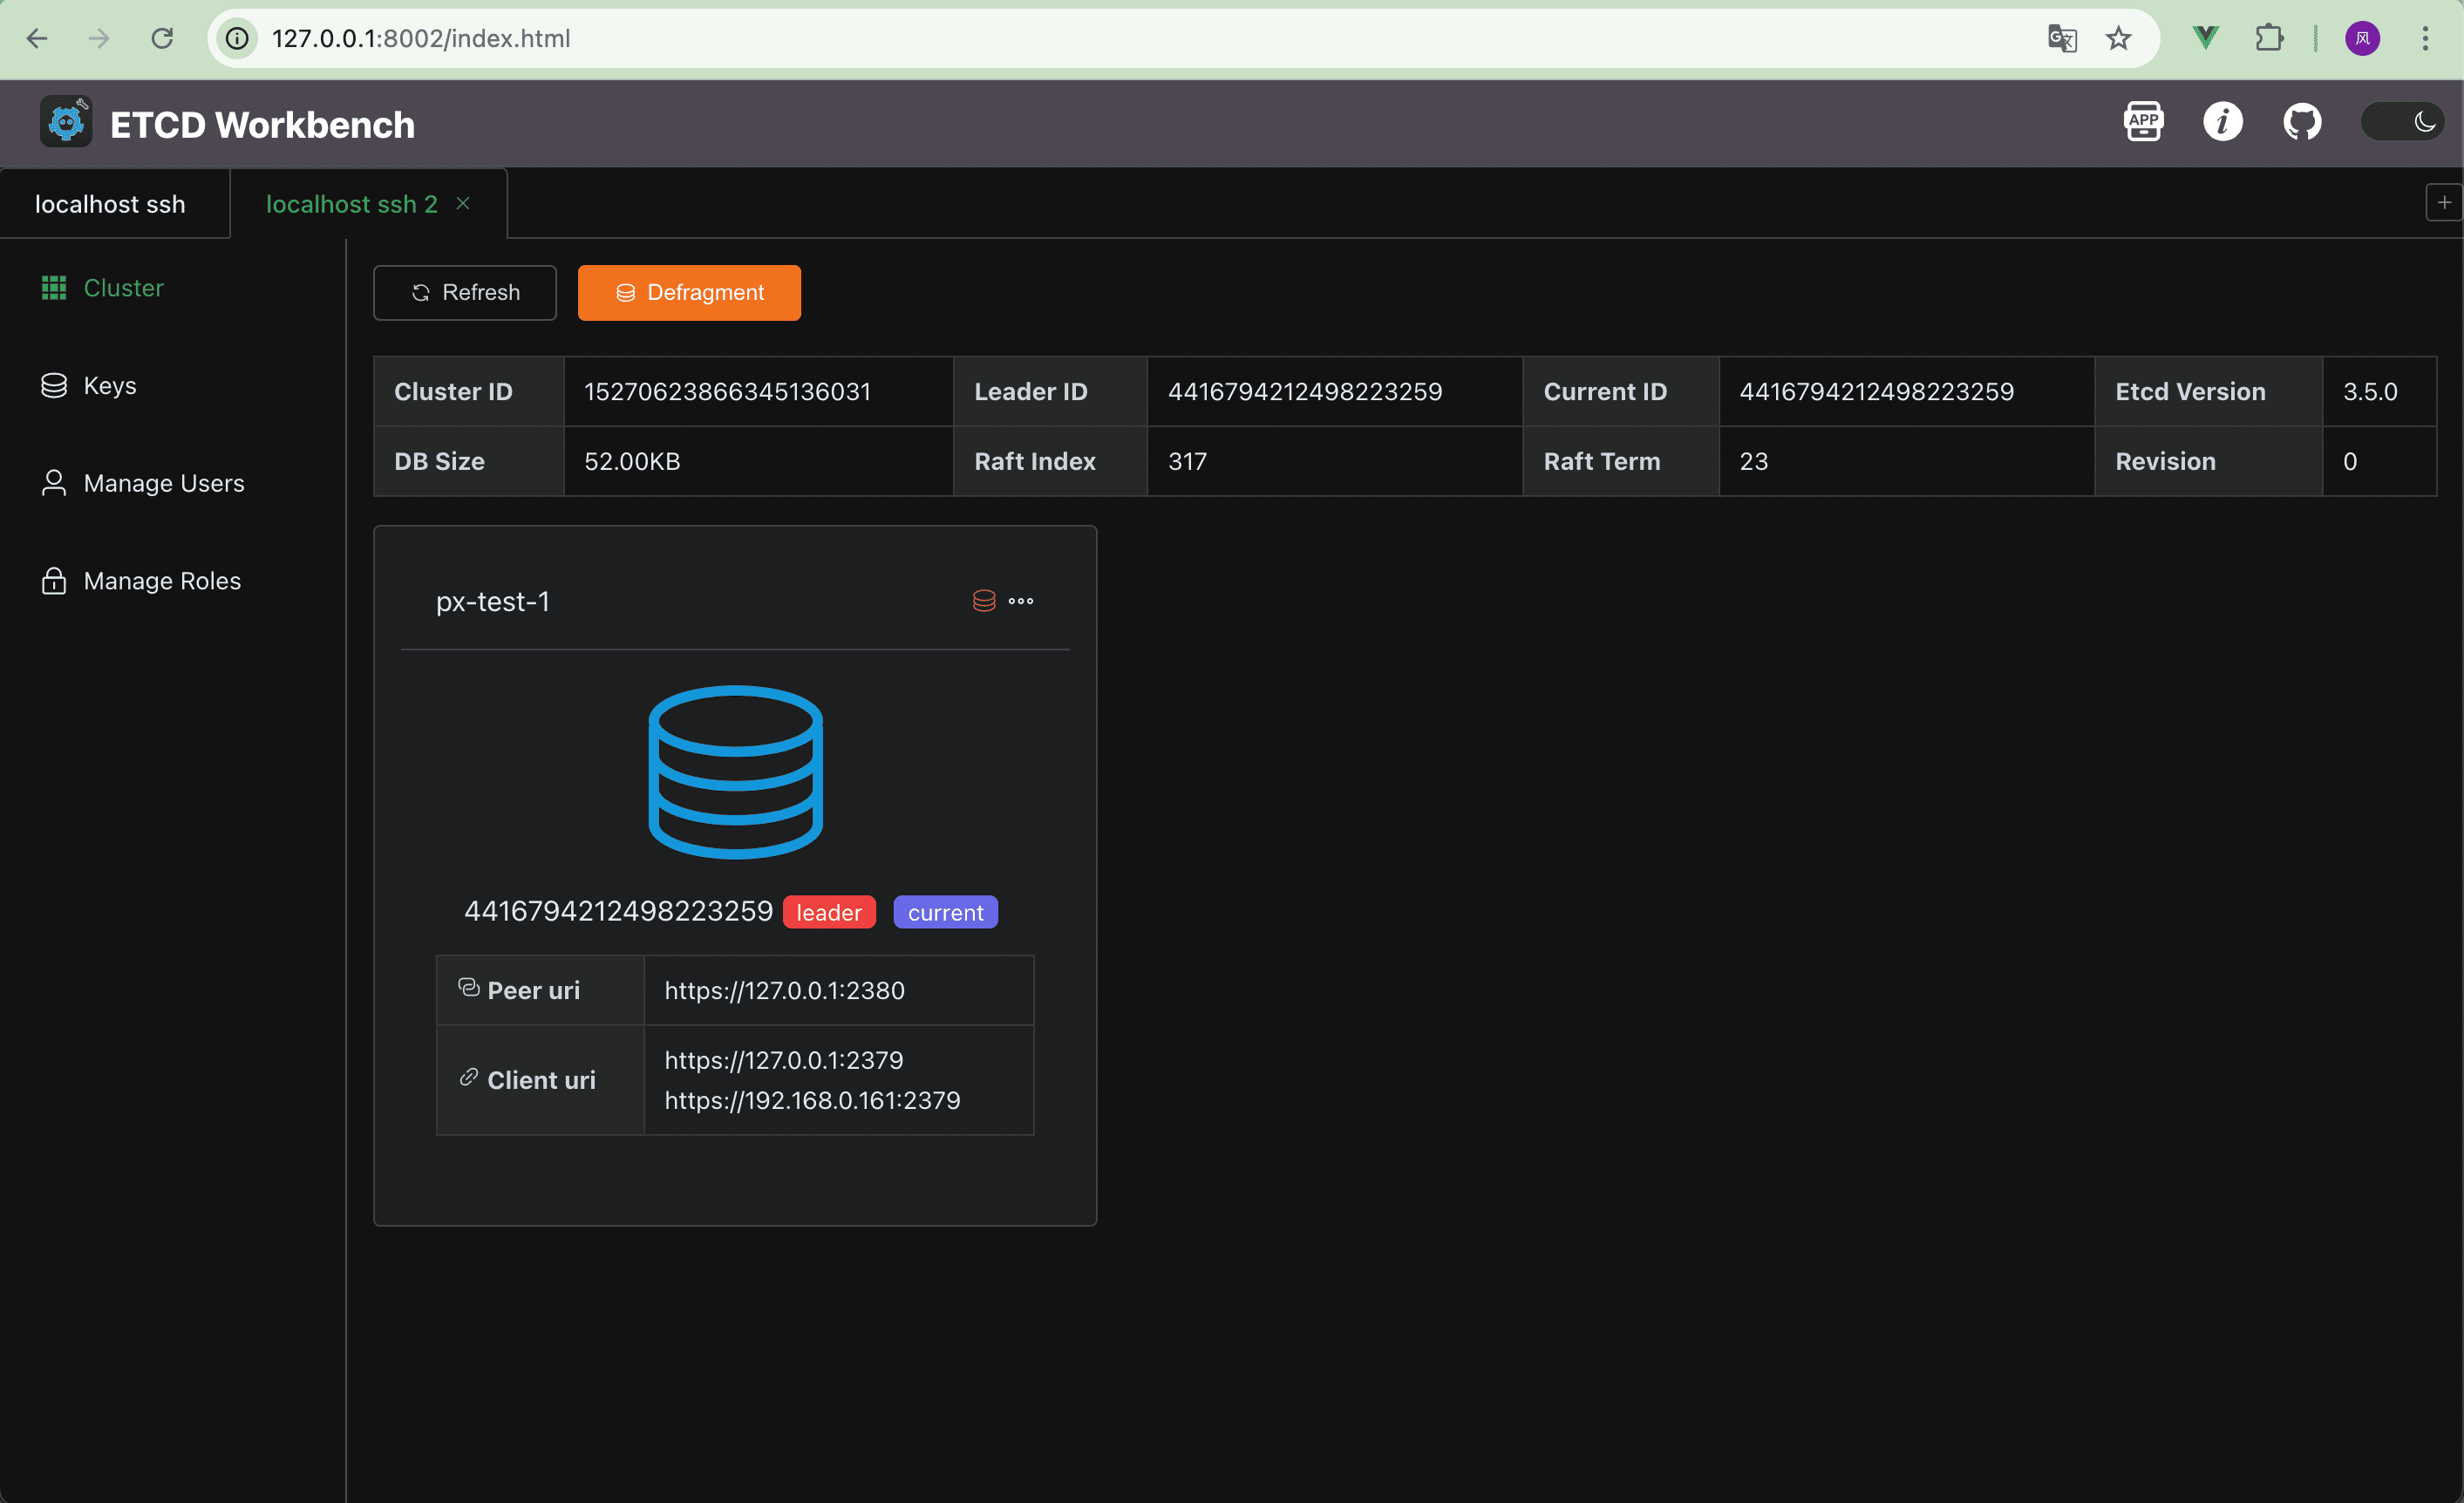 127.0.0.1:8002/index.html
风
ETCD Workbench
APP
localhost ssh
localhost ssh 2
Cluster
Keys
Manage Users
Manage Roles
Refresh
Defragment
Cluster ID 15270623866345136031 Leader ID 4416794212498223259 Current ID 4416794212498223259 Etcd Version 3.5.0
DB Size 52.00KB Raft Index 317 Raft Term 23 Revision 0
px-test-1
4416794212498223259 leader current
Peer uri https://127.0.0.1:2380
Client uri https://127.0.0.1:2379
https://192.168.0.161:2379